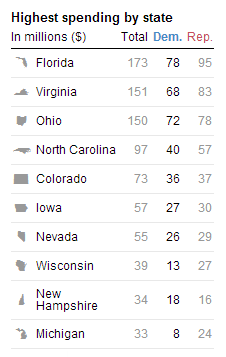 Highest spending by state
In millions ($) Total Dem. Rep.
Florida 173 78 95
Virginia 151 68 83
Ohio 150 72 78
North Carolina 97 40 57
Colorado 73 36 37
Iowa 57 27 30
Nevada 55 26 29
Wisconsin 39 13 27
New
Hampshire 34 18 16
Michigan 33 8 24